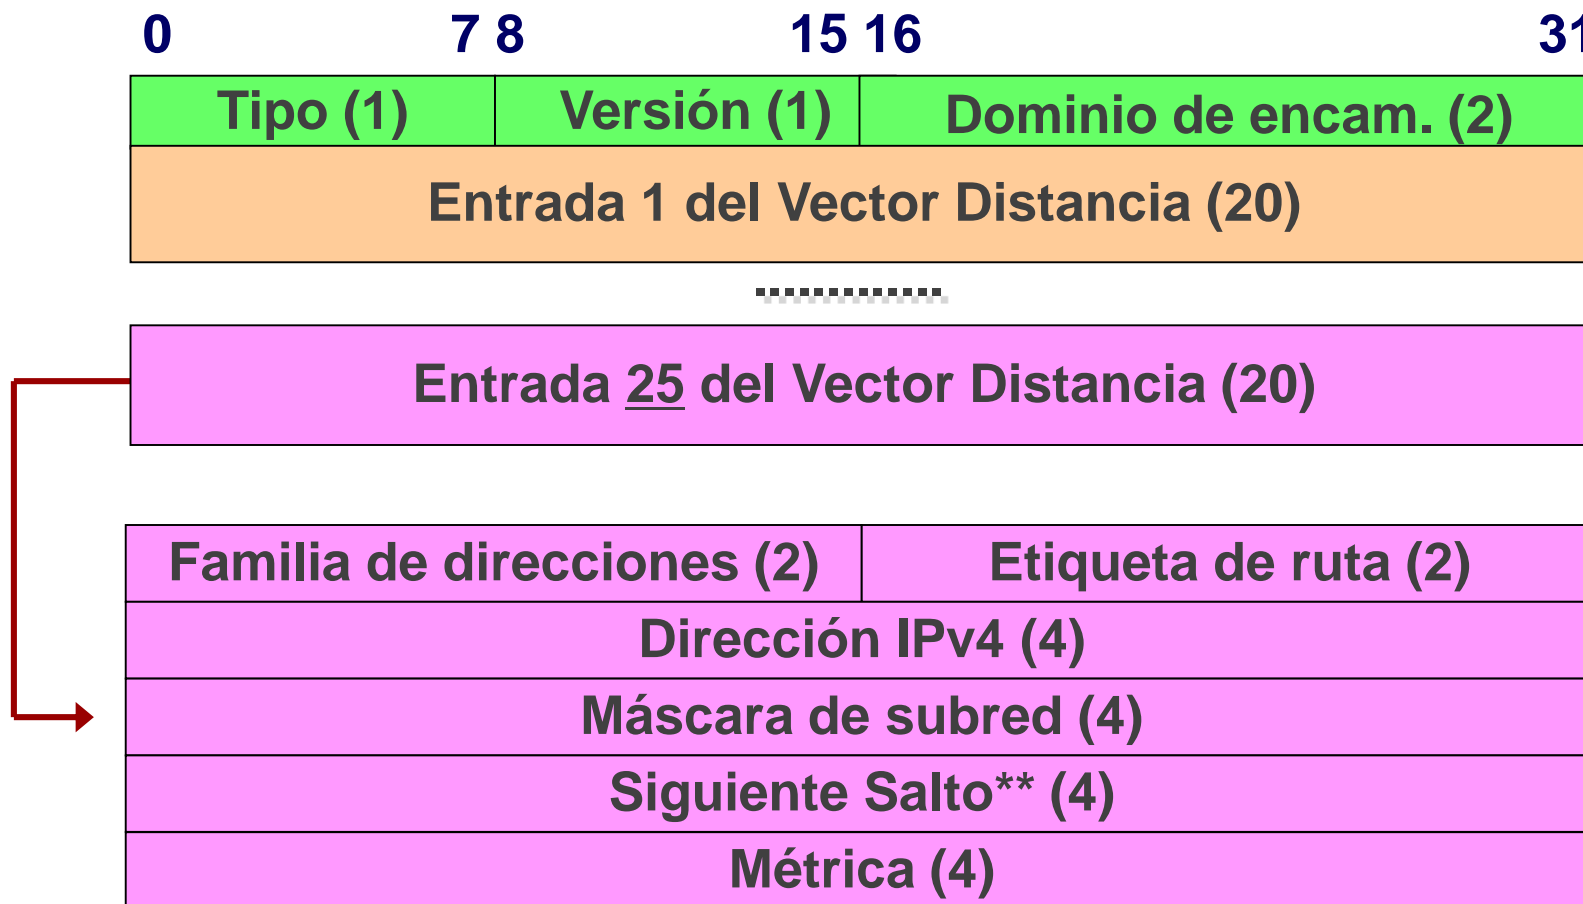 0 7 8 15 16 31
Tipo (1) Versión (1) Dominio de encam. (2)
Entrada 1 del Vector Distancia (20)
Entrada 25 del Vector Distancia (20)
Familia de direcciones (2) Etiqueta de ruta (2)
Dirección IPv4 (4)
Máscara de subred (4)
Siguiente Salto** (4)
Métrica (4)